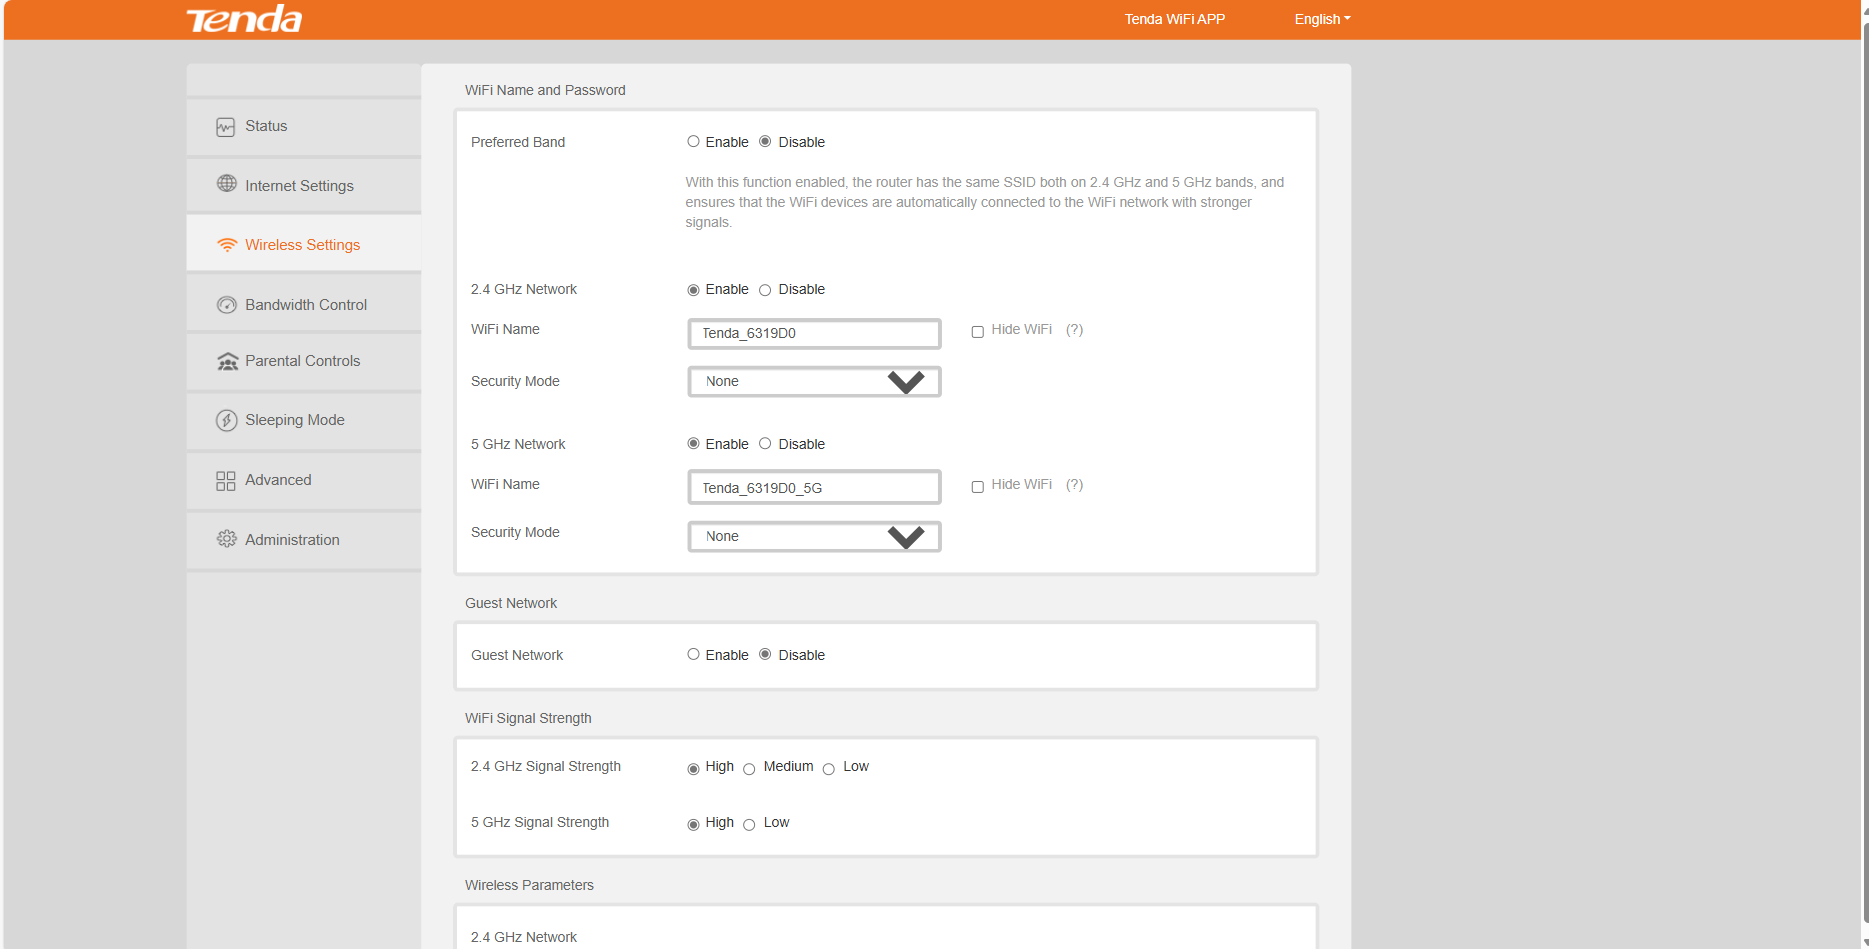 Tenda
Tenda WiFi APP
English
Status
Internet Settings
Wireless Settings
Bandwidth Control
Parental Controls
Sleeping Mode
Advanced
Administration
WiFi Name and Password
Preferred Band Enable Disable
With this function enabled, the router has the same SSID both on 2.4 GHz and 5 GHz bands, and
ensures that the WiFi devices are automatically connected to the WiFi network with stronger
signals.
2.4 GHz Network Enable Disable
WiFi Name Tenda_6319D0 Hide WiFi (?)
Security Mode None
5 GHz Network Enable Disable
WiFi Name Tenda_6319D0_5G Hide WiFi (?)
Security Mode None
Guest Network
Guest Network Enable Disable
WiFi Signal Strength
2.4 GHz Signal Strength High Medium Low
5 GHz Signal Strength High Low
Wireless Parameters
2.4 GHz Network